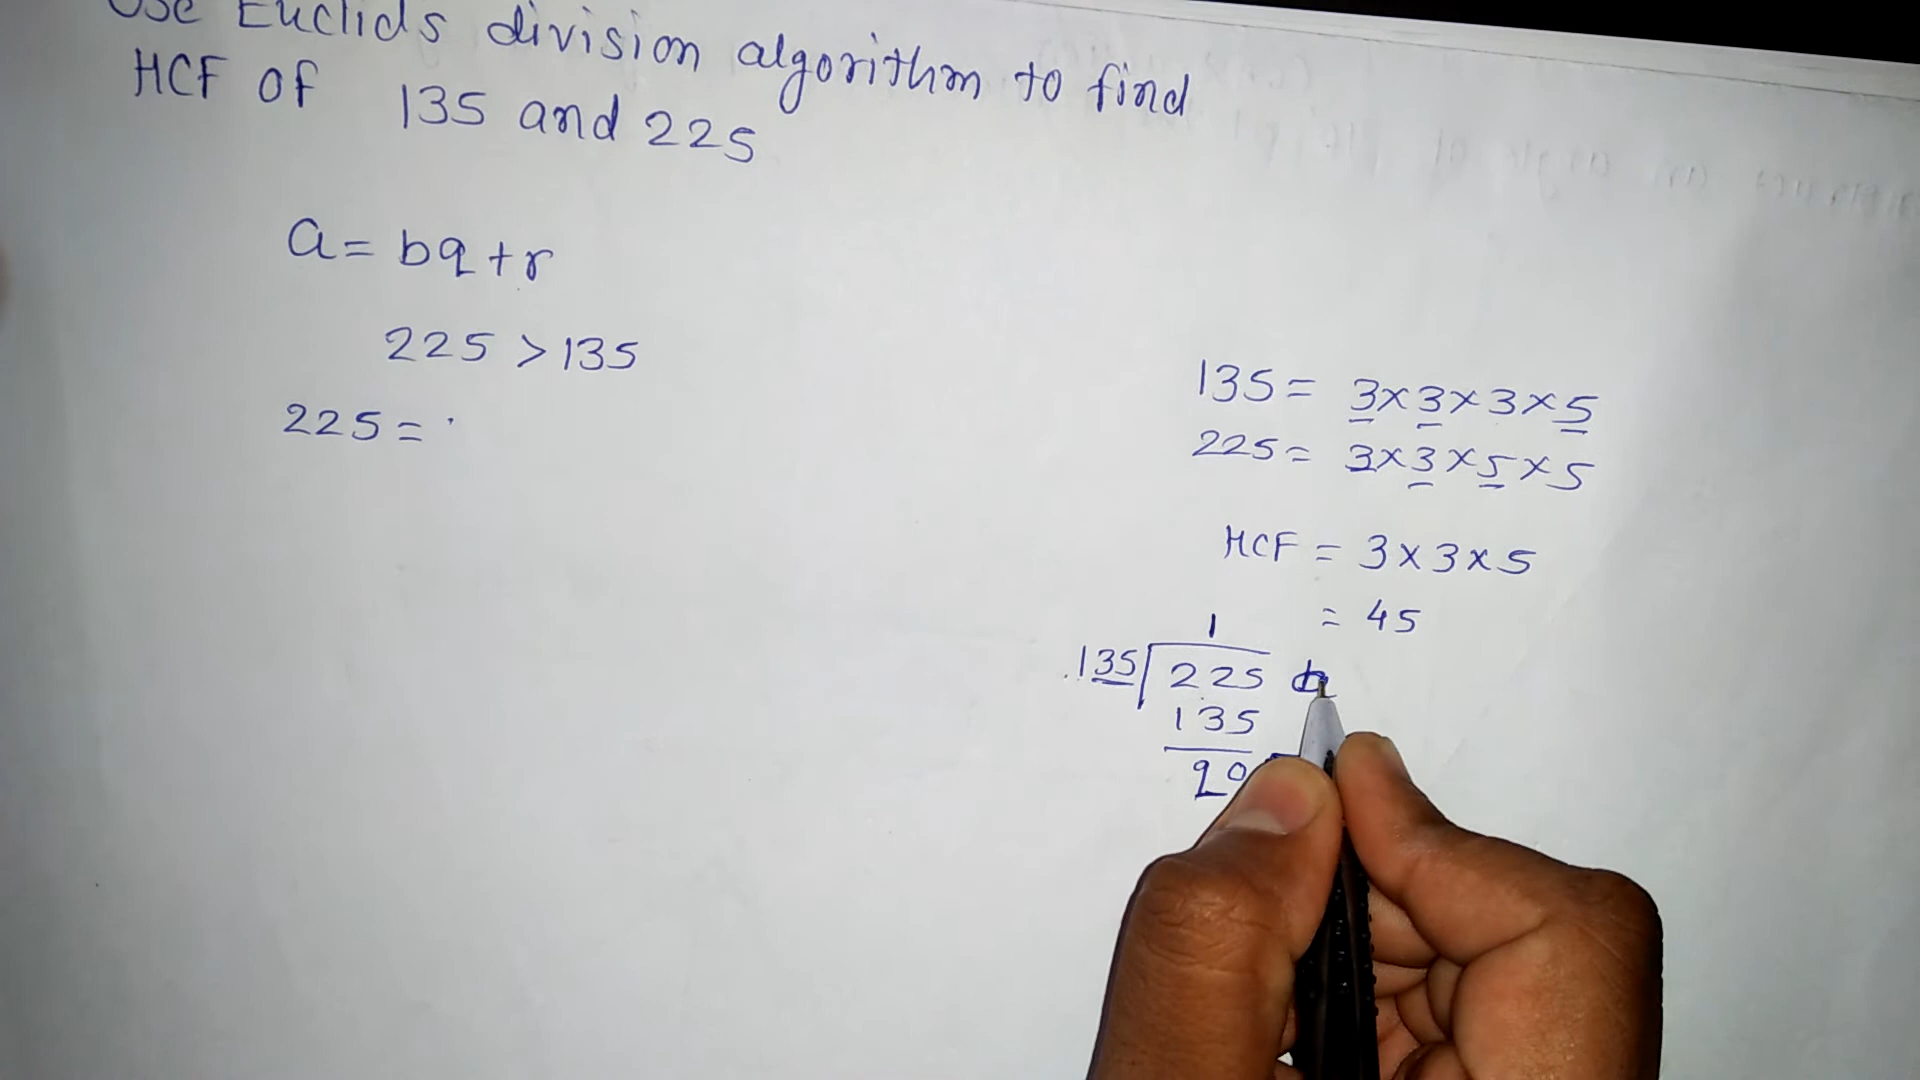 Use Euclids division algorithm to find
HCF of 135 and 225
a = bq + r
225 > 135
225 =
135 = 3 × 3 × 3 × 5
225 = 3 × 3 × 5 × 5
HCF = 3 × 3 × 5
= 45
1
135 225
135
90